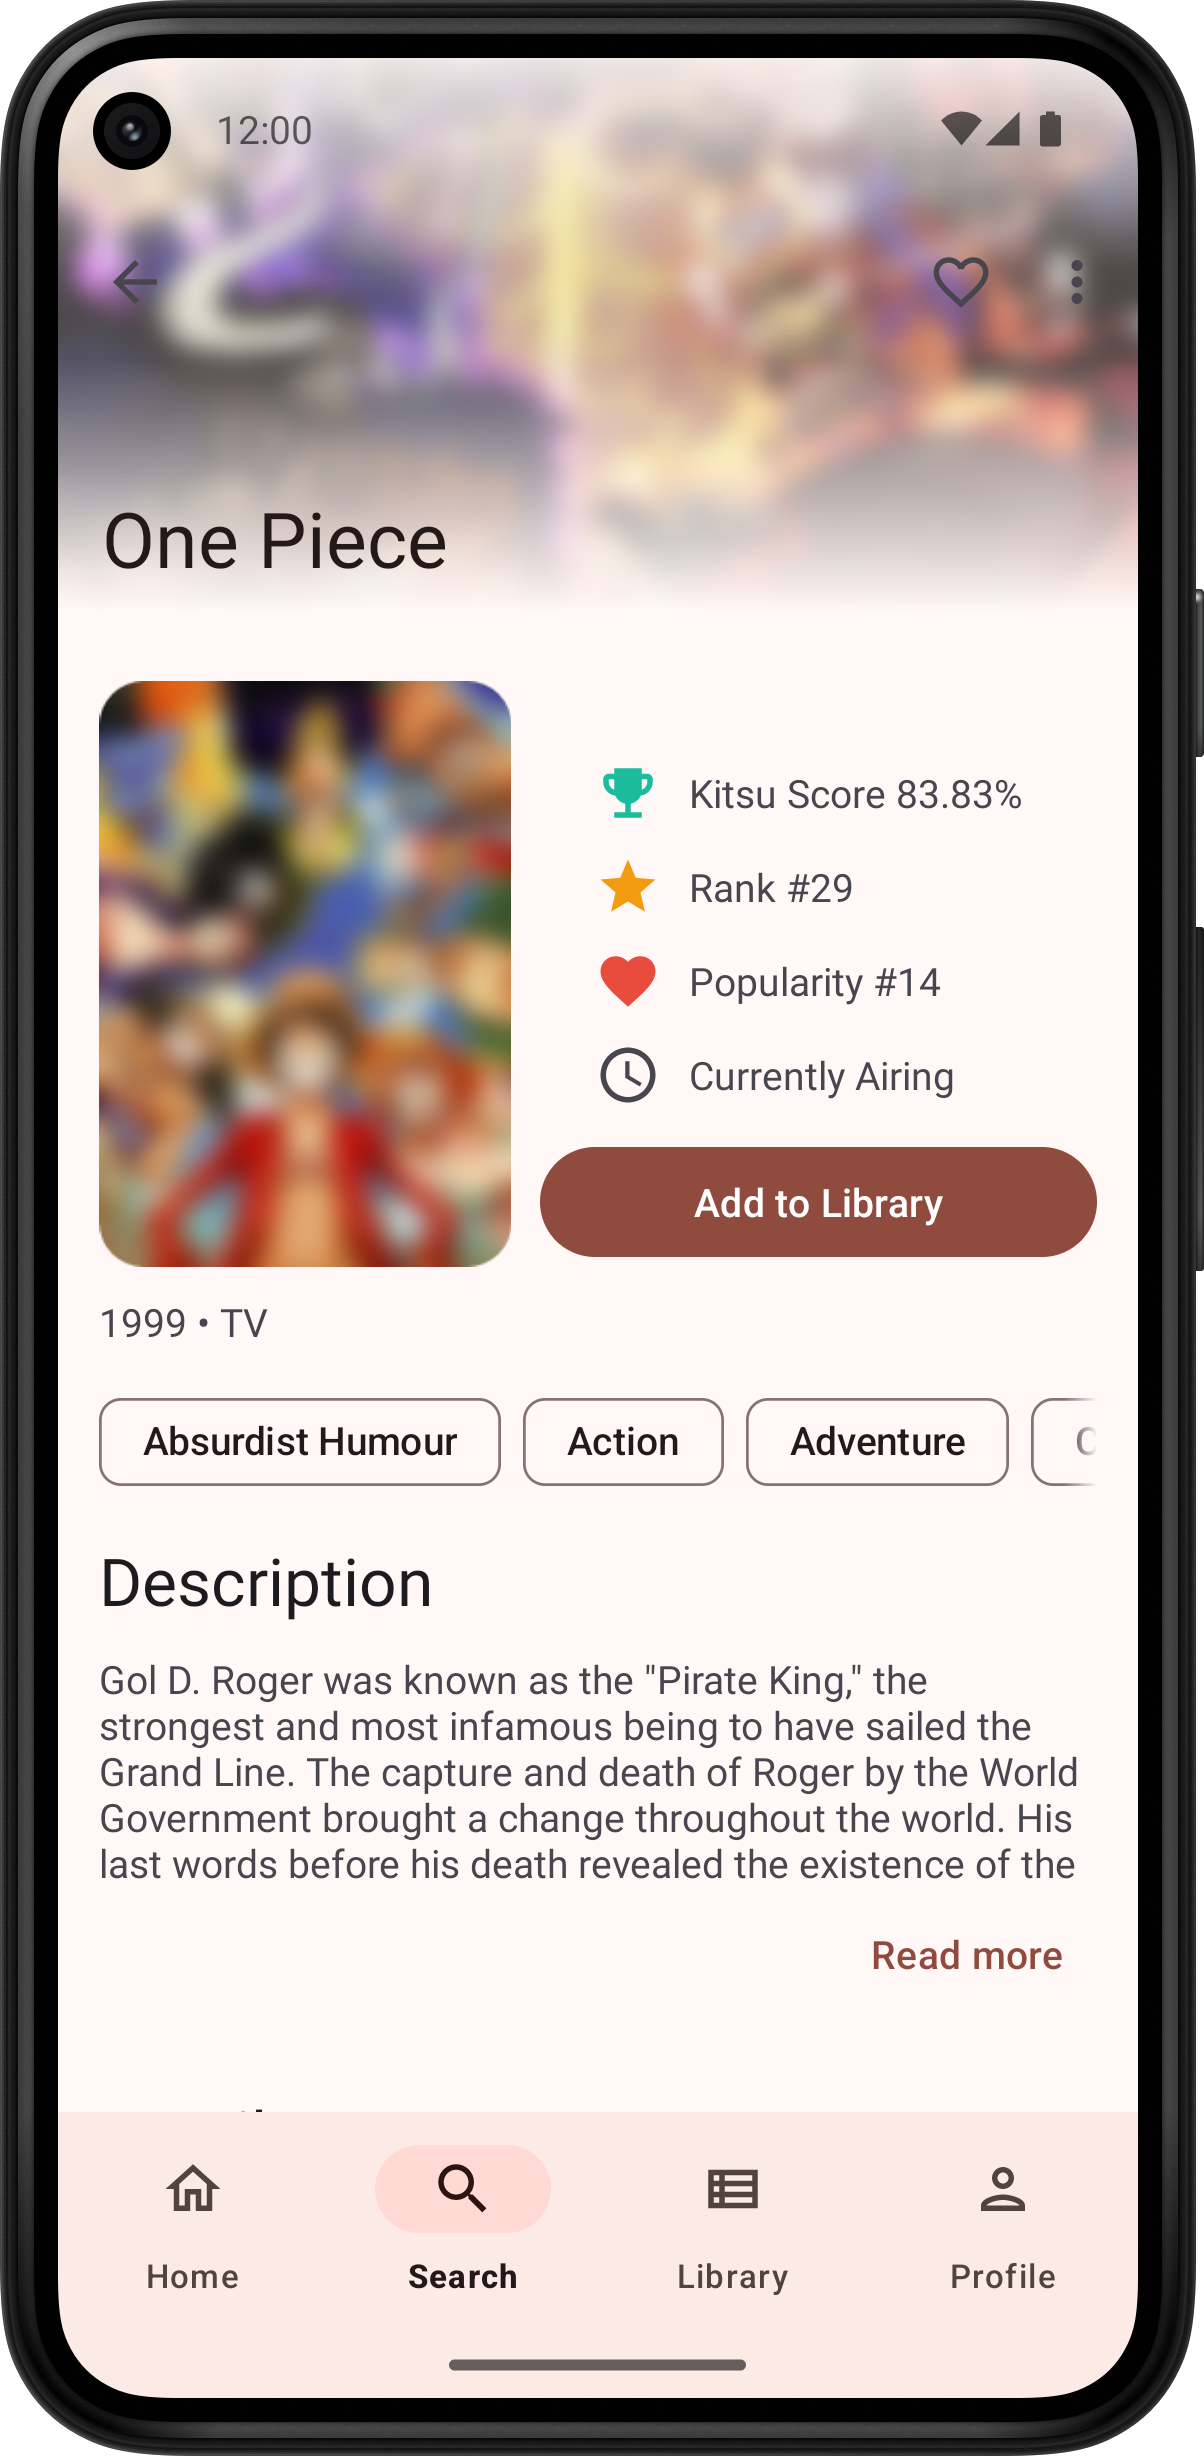 12:00
One Piece
Kitsu Score 83.83%
Rank #29
Popularity #14
Currently Airing
Add to Library
1999 • TV
Absurdist Humour
Action
Adventure
Description
Gol D. Roger was known as the "Pirate King," the
strongest and most infamous being to have sailed the
Grand Line. The capture and death of Roger by the World
Government brought a change throughout the world. His
last words before his death revealed the existence of the
Read more
Home
Search
Library
Profile